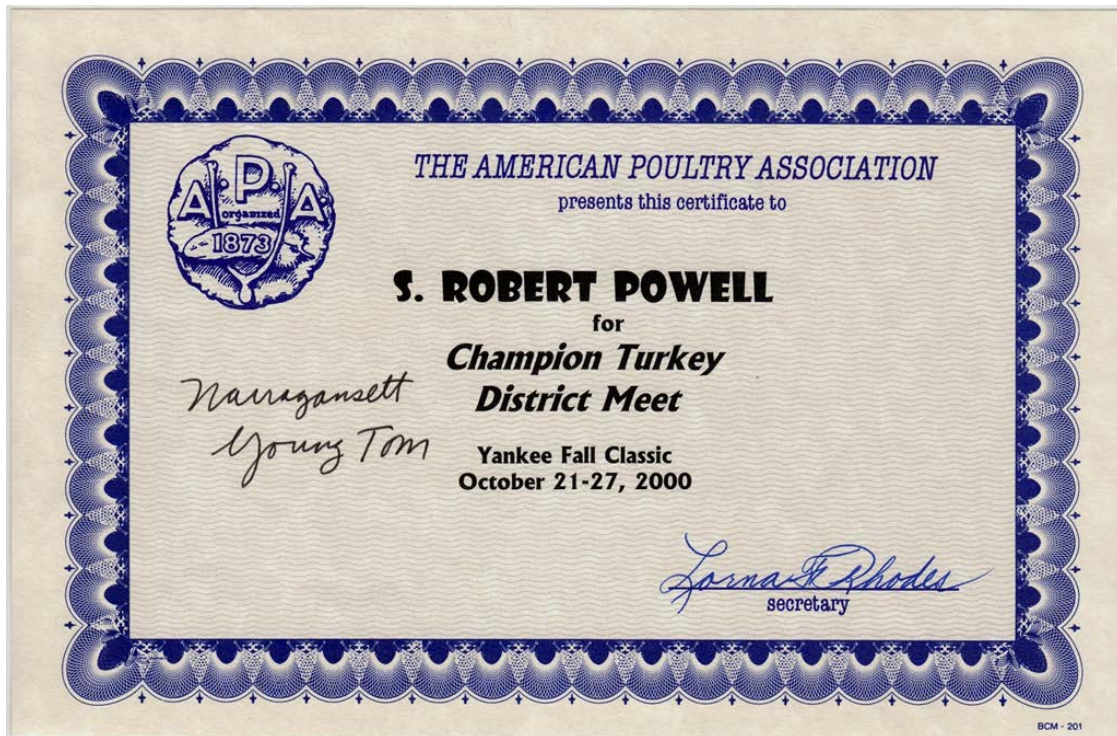 A.P.A
organized
1873
THE AMERICAN POULTRY ASSOCIATION
presents this certificate to
S. ROBERT POWELL
for
Champion Turkey
District Meet
Narragansett
Young Tom
Yankee Fall Classic
October 21-27, 2000
Lorna F Rhodes
secretary
BCM - 201